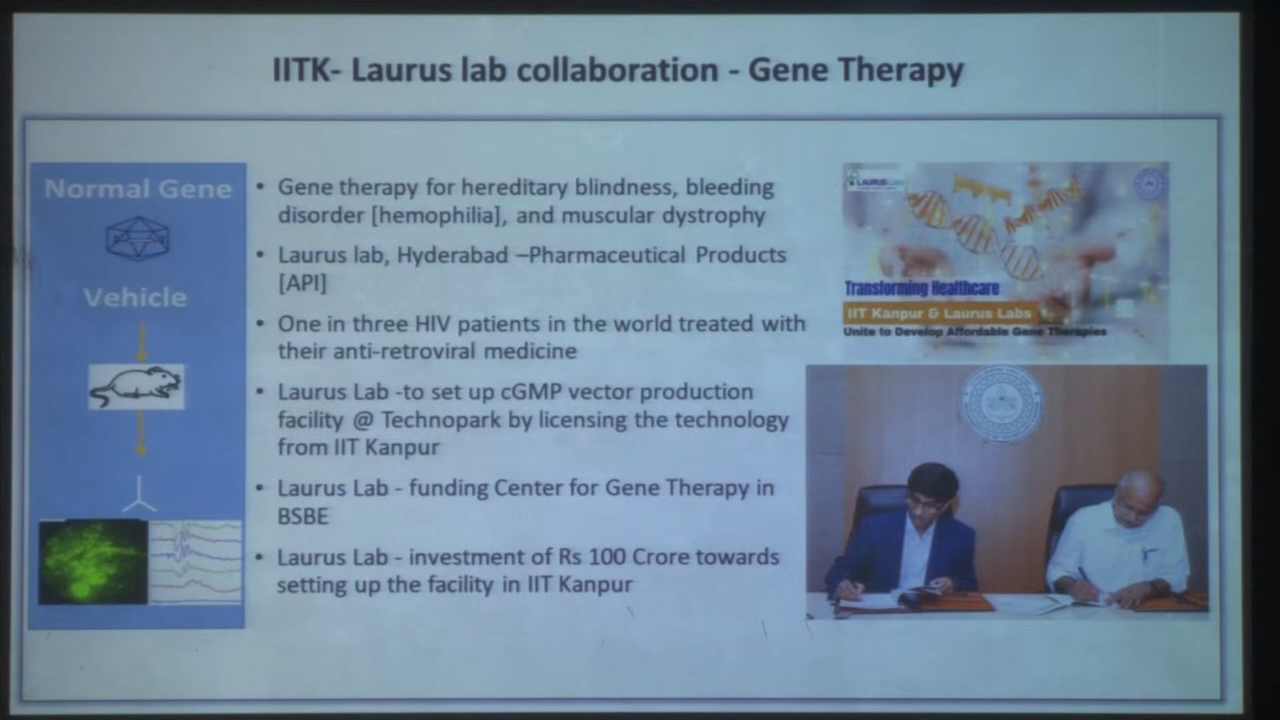 IITK- Laurus lab collaboration - Gene Therapy
Normal Gene
Vehicle
• Gene therapy for hereditary blindness, bleeding
disorder [hemophilia], and muscular dystrophy
• Laurus lab, Hyderabad –Pharmaceutical Products
[API]
• One in three HIV patients in the world treated with
their anti-retroviral medicine
• Laurus Lab -to set up cGMP vector production
facility @ Technopark by licensing the technology
from IIT Kanpur
• Laurus Lab - funding Center for Gene Therapy in
BSBE
• Laurus Lab - investment of Rs 100 Crore towards
setting up the facility in IIT Kanpur
LAURUS Labs
Transforming Healthcare
IIT Kanpur & Laurus Labs
Unite to Develop Affordable Gene Therapies